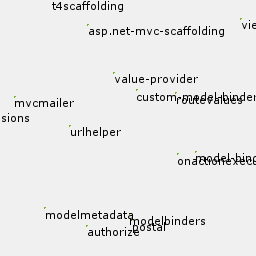 t4scaffolding
vie
asp.net-mvc-scaffolding
value-provider
custom-model-binder
routevalues
mvcmailer
sions
urlhelper
model-bind
onactionexecu
modelmetadata
modelbinders
postal
authorize